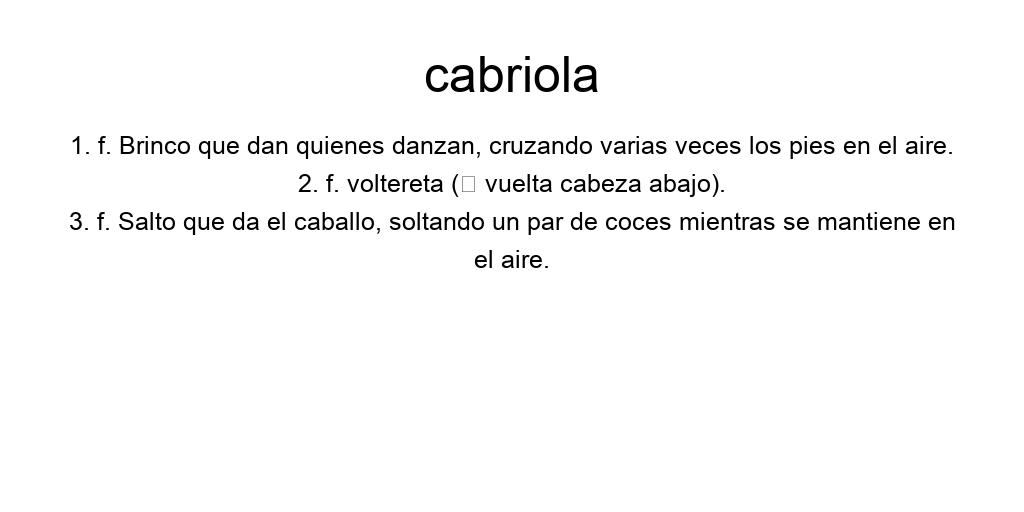 cabriola
1. f. Brinco que dan quienes danzan, cruzando varias veces los pies en el aire.
2. f. voltereta (▯ vuelta cabeza abajo).
3. f. Salto que da el caballo, soltando un par de coces mientras se mantiene en
el aire.